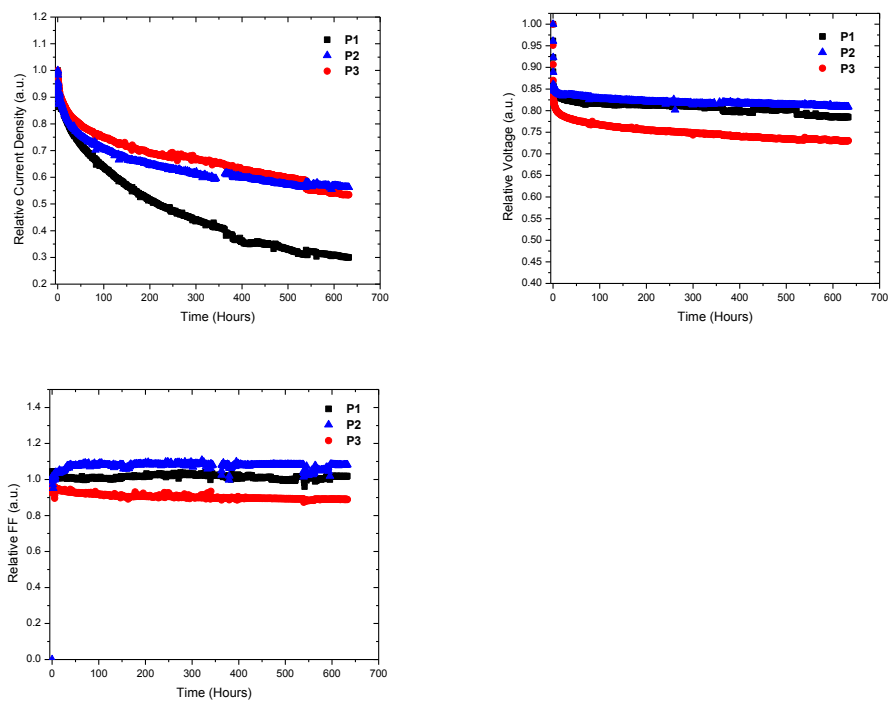 Relative Current Density (a.u.)
1.2
1.1
1.0
0.9
0.8
0.7
0.6
0.5
0.4
0.3
0.2
P1
P2
P3
0 100 200 300 400 500 600 700
Time (Hours)
Relative Voltage (a.u.)
1.00
0.95
0.90
0.85
0.80
0.75
0.70
0.65
0.60
0.55
0.50
0.45
0.40
P1
P2
P3
0 100 200 300 400 500 600 700
Time (Hours)
Relative FF (a.u.)
1.4
1.2
1.0
0.8
0.6
0.4
0.2
0.0
P1
P2
P3
0 100 200 300 400 500 600 700
Time (Hours)